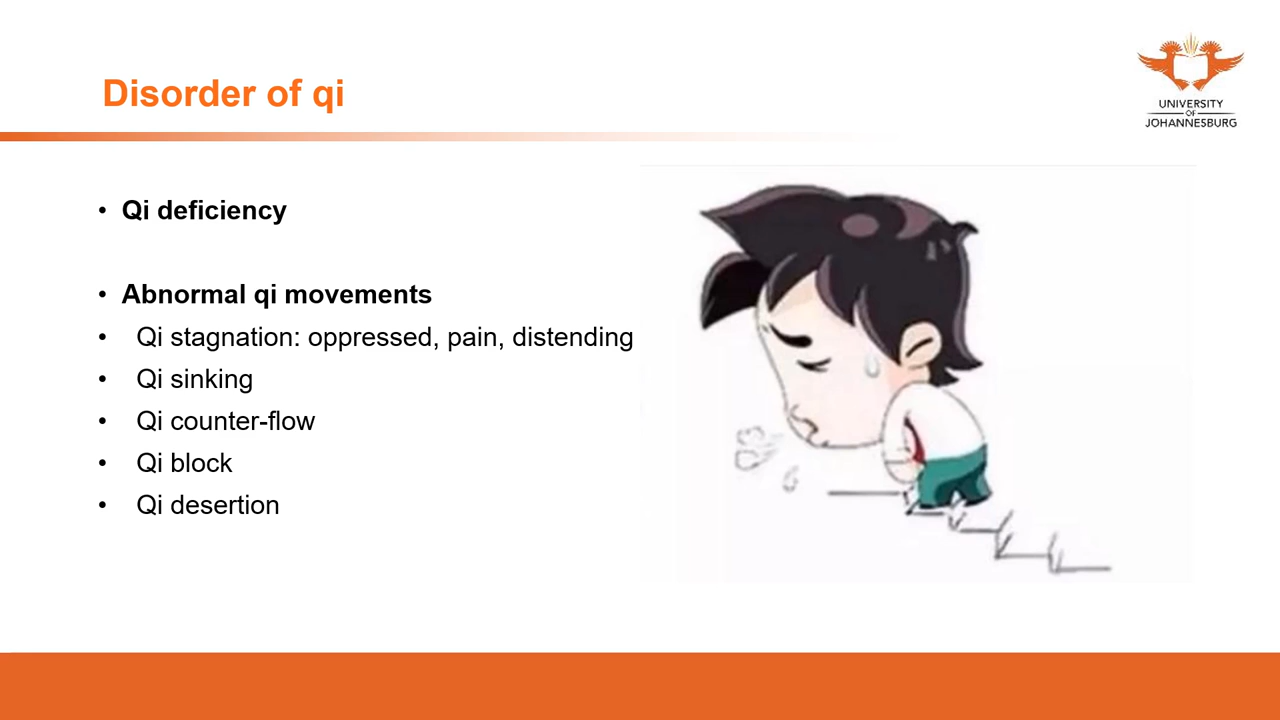 Disorder of qi
UNIVERSITY
OF
JOHANNESBURG
• Qi deficiency
• Abnormal qi movements
• Qi stagnation: oppressed, pain, distending
• Qi sinking
• Qi counter-flow
• Qi block
• Qi desertion